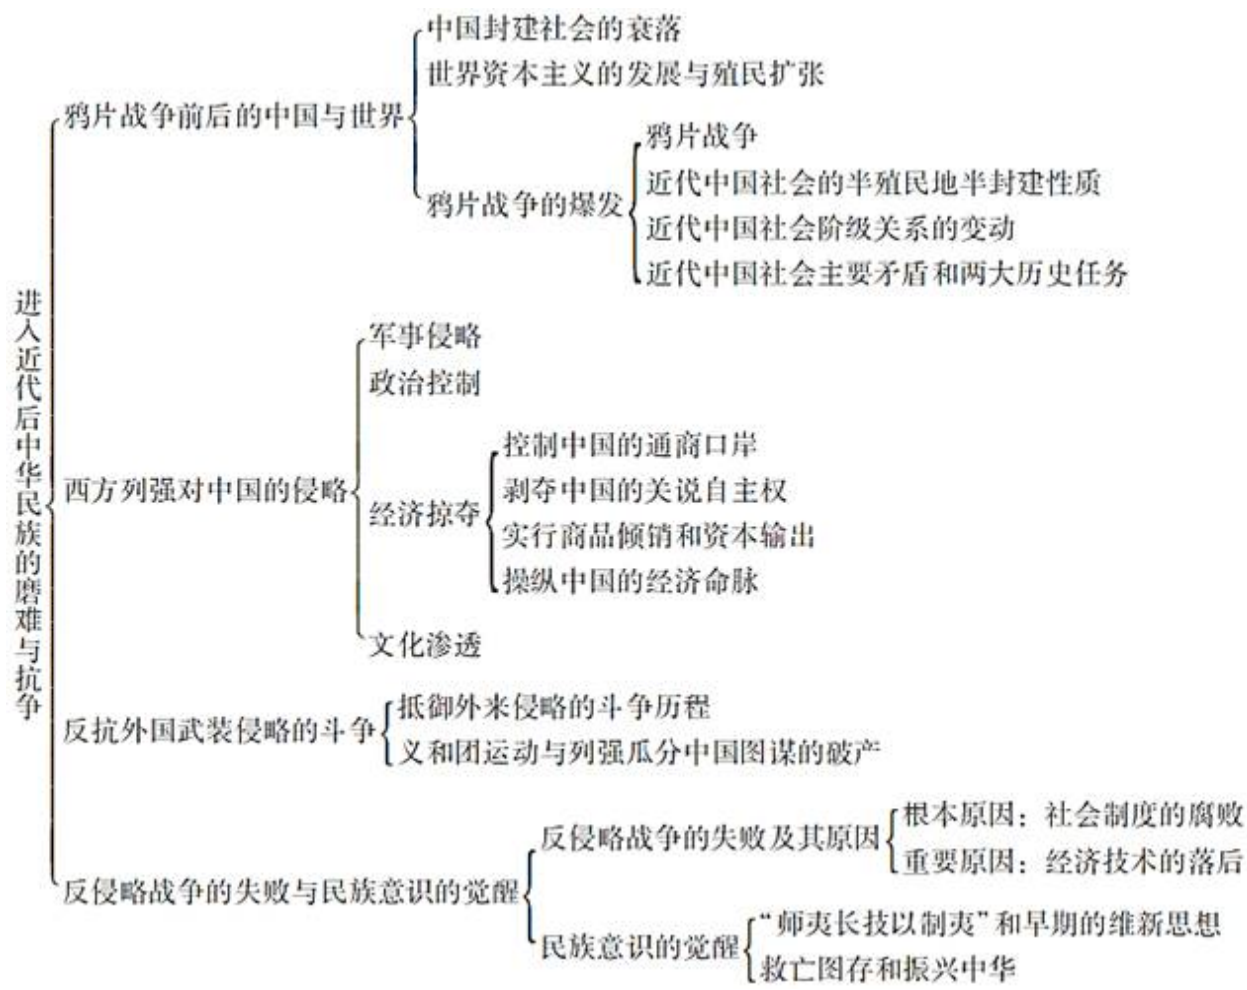 进入近代后中华民族的磨难与抗争
鸦片战争前后的中国与世界
中国封建社会的衰落
世界资本主义的发展与殖民扩张
鸦片战争的爆发
鸦片战争
近代中国社会的半殖民地半封建性质
近代中国社会阶级关系的变动
近代中国社会主要矛盾和两大历史任务
西方列强对中国的侵略
军事侵略
政治控制
经济掠夺
控制中国的通商口岸
剥夺中国的关说自主权
实行商品倾销和资本输出
操纵中国的经济命脉
文化渗透
反抗外国武装侵略的斗争
抵御外来侵略的斗争历程
义和团运动与列强瓜分中国图谋的破产
反侵略战争的失败与民族意识的觉醒
反侵略战争的失败及其原因
根本原因：社会制度的腐败
重要原因：经济技术的落后
民族意识的觉醒
“师夷长技以制夷”和早期的维新思想
救亡图存和振兴中华